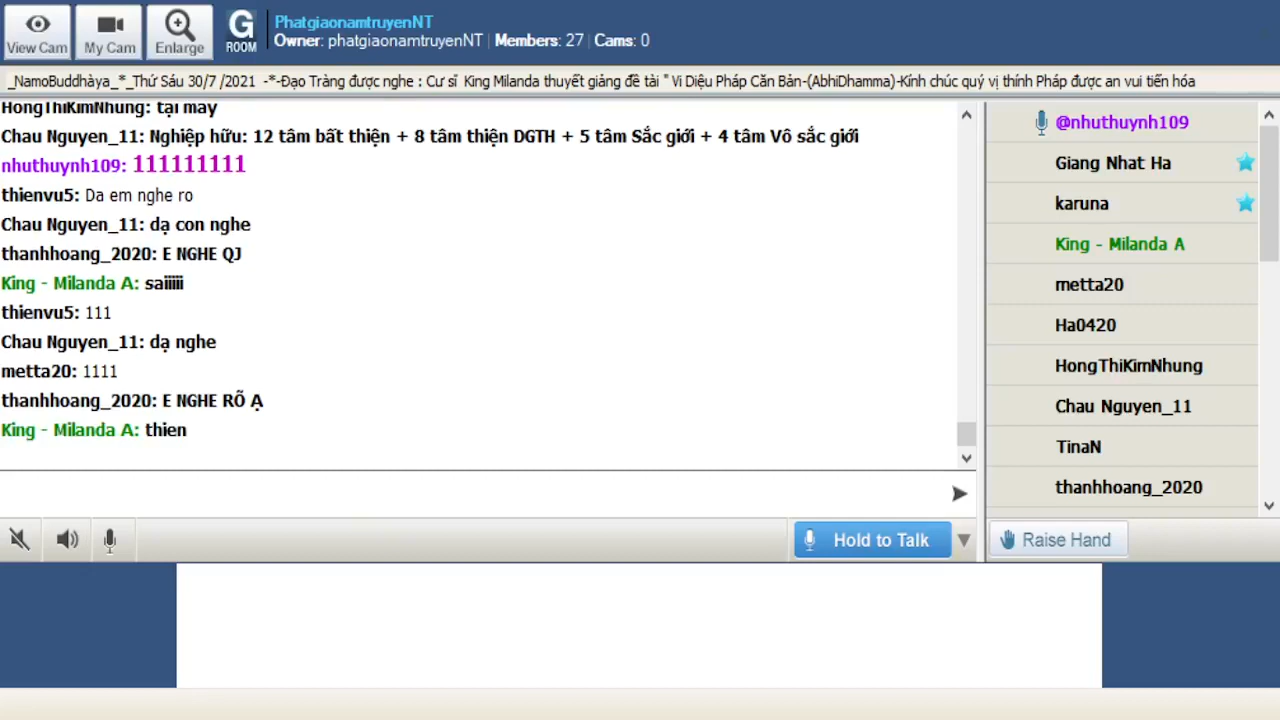 View Cam
My Cam
Enlarge
G
ROOM
PhatgiaonamtruyenNT
Owner: phatgiaonamtruyenNT | Members: 27 | Cams: 0
_NamoBuddhàya_*_Thứ Sáu 30/7 /2021 -*-Đạo Tràng được nghe : Cư sĩ King Milanda thuyết giảng đề tài " Vi Diệu Pháp Căn Bản-(AbhiDhamma)-Kính chúc quý vị thính Pháp được an vui tiến hóa
HongThiKimNhung: tại may
Chau Nguyen_11: Nghiệp hữu: 12 tâm bất thiện + 8 tâm thiện DGTH + 5 tâm Sắc giới + 4 tâm Vô sắc giới
nhuthuynh109: 111111111
thienvu5: Da em nghe ro
Chau Nguyen_11: dạ con nghe
thanhhoang_2020: E NGHE QJ
King - Milanda A: saiiiii
thienvu5: 111
Chau Nguyen_11: dạ nghe
metta20: 1111
thanhhoang_2020: E NGHE RÕ Ạ
King - Milanda A: thien
@nhuthuynh109
Giang Nhat Ha
karuna
King - Milanda A
metta20
Ha0420
HongThiKimNhung
Chau Nguyen_11
TinaN
thanhhoang_2020
Hold to Talk
Raise Hand